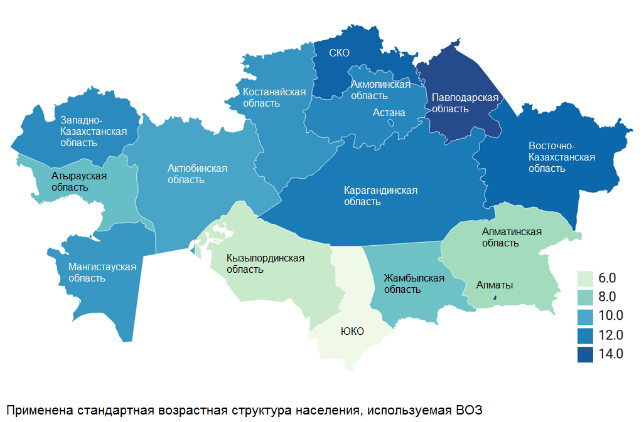 СКО
Костанайская
область
Акмолинская
область
Астана
Павлодарская
область
Западно-
Казахстанская
область
Восточно-
Казахстанская
область
Атырауская
область
Актюбинская
область
Карагандинская
область
Мангистауская
область
Кызылординская
область
Алматинская
область
Жамбылская
область
Алматы
ЮКО
6.0
8.0
10.0
12.0
14.0
Применена стандартная возрастная структура населения, используемая ВОЗ